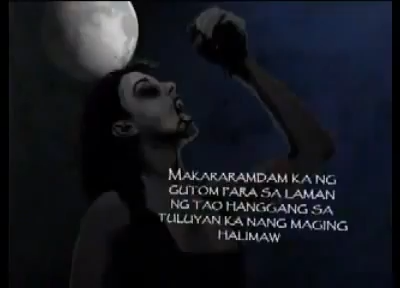 MAKARARAMDAM KA NG
GUTOM PARA SA LAMAN
NG TAO HANGGANG SA
TULUYAN KA NANG MAGING
HALIMAW